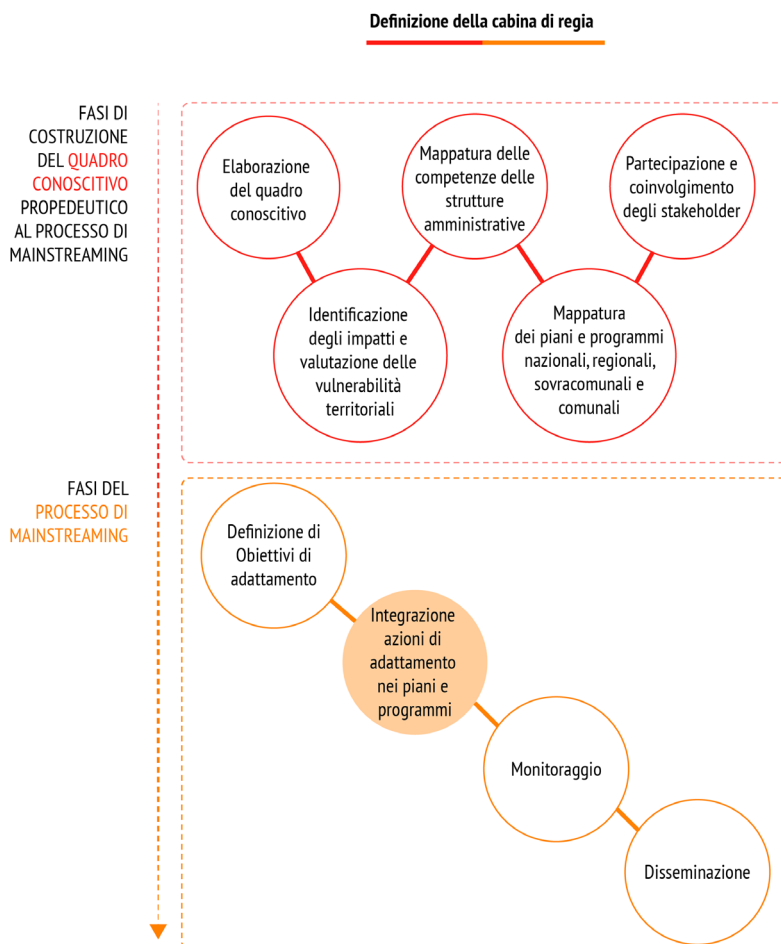 Definizione della cabina di regia
FASI DI
COSTRUZIONE
DEL QUADRO
CONOSCITIVO
PROPEDEUTICO
AL PROCESSO DI
MAINSTREAMING
Elaborazione
del quadro
conoscitivo
Identificazione
degli impatti e
valutazione delle
vulnerabilità
territoriali
Mappatura delle
competenze delle
strutture
amministrative
Mappatura
dei piani e programmi
nazionali, regionali,
sovracomunali e
comunali
Partecipazione e
coinvolgimento
degli stakeholder
FASI DEL
PROCESSO DI
MAINSTREAMING
Definizione di
Obiettivi di
adattamento
Integrazione
azioni di
adattamento
nei piani e
programmi
Monitoraggio
Disseminazione